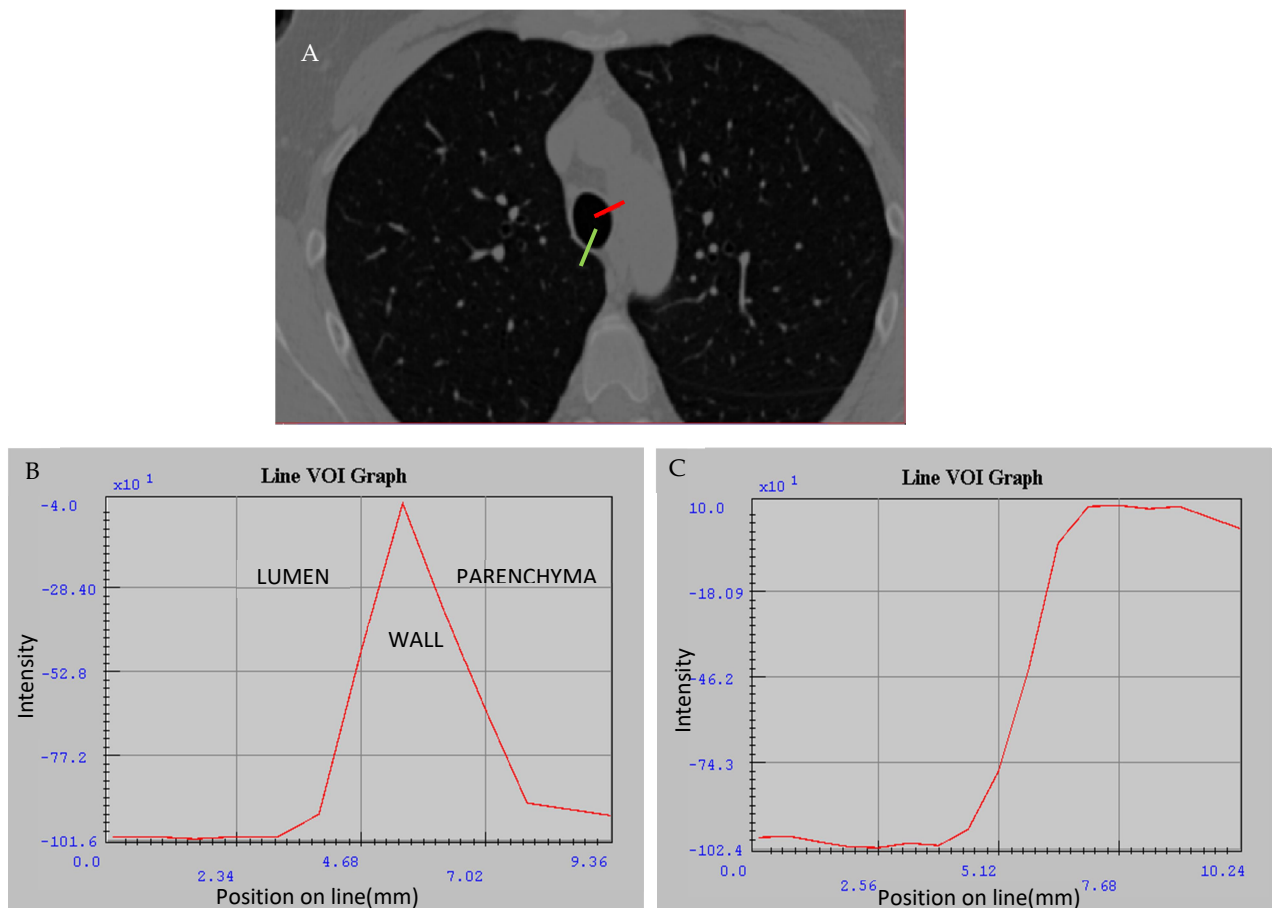 A
B
Line VOI Graph
x10 1
-4.0
-28.40
-52.8
-77.2
-101.6
LUMEN
PARENCHYMA
WALL
Intensity
0.0
2.34
4.68
7.02
9.36
Position on line(mm)
C
Line VOI Graph
x10 1
10.0
-18.09
-46.2
-74.3
-102.4
Intensity
0.0
2.56
5.12
7.68
10.24
Position on line(mm)